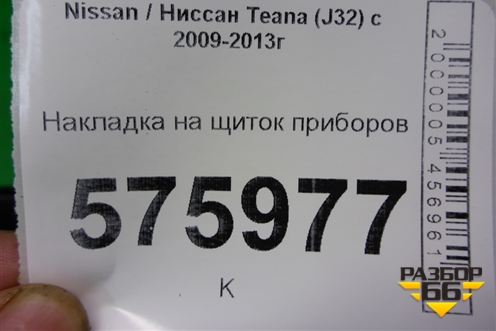 Nissan / Ниссан Teana (J32) с
2009-2013г
Накладка на щиток приборов
575977
К
2000005456961
РАЗБОР
66